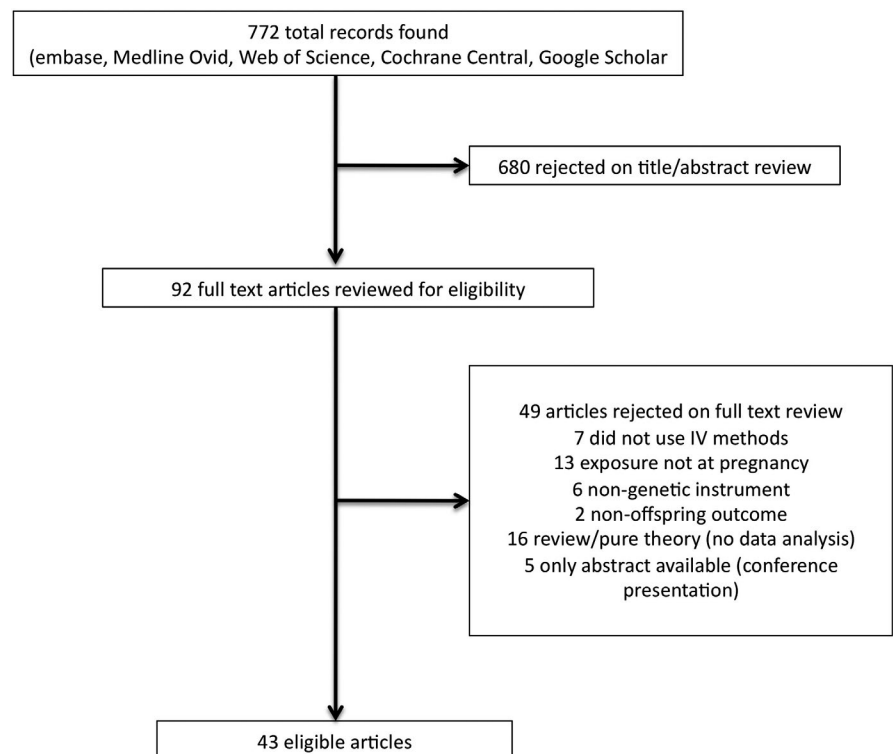 772 total records found
(embase, Medline Ovid, Web of Science, Cochrane Central, Google Scholar
680 rejected on title/abstract review
92 full text articles reviewed for eligibility
49 articles rejected on full text review
7 did not use IV methods
13 exposure not at pregnancy
6 non-genetic instrument
2 non-offspring outcome
16 review/pure theory (no data analysis)
5 only abstract available (conference
presentation)
43 eligible articles